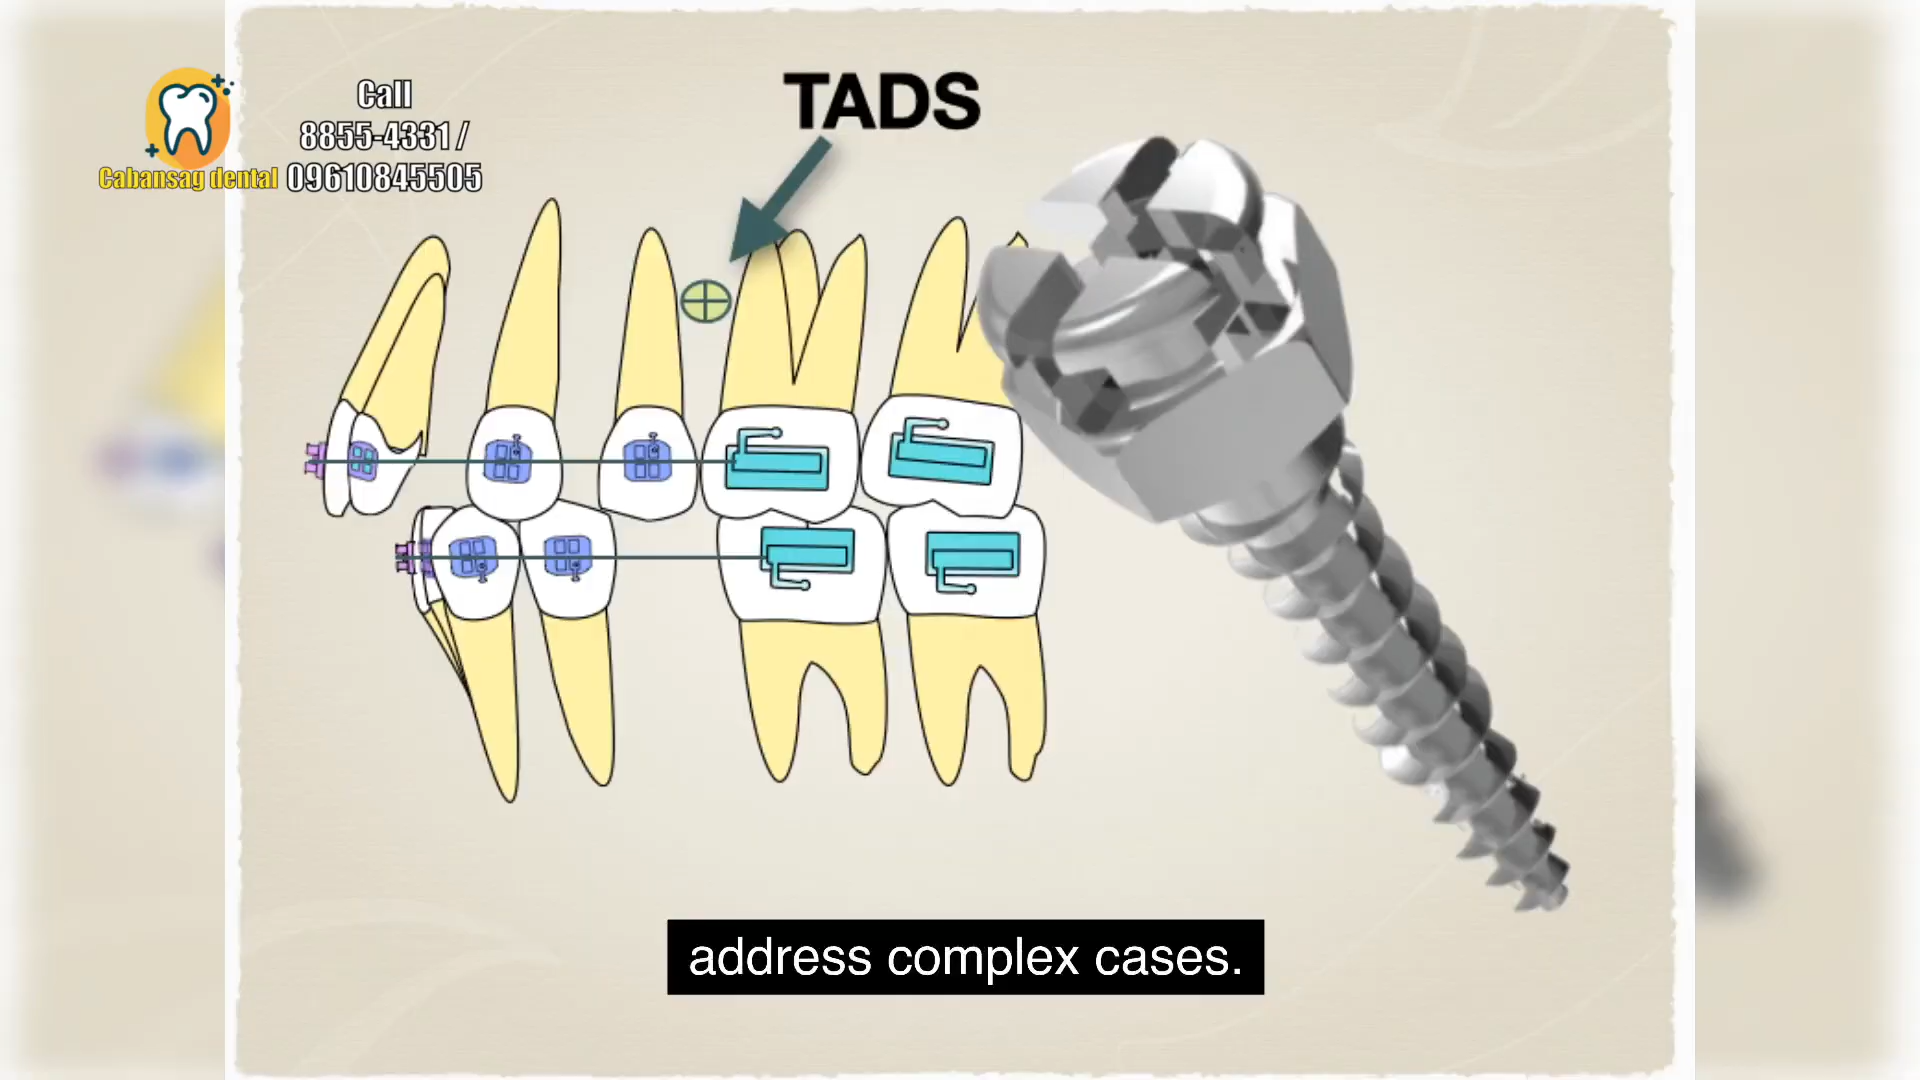 TADS
Call
8855-4331 /
09610845505
Cabansag dental
address complex cases.